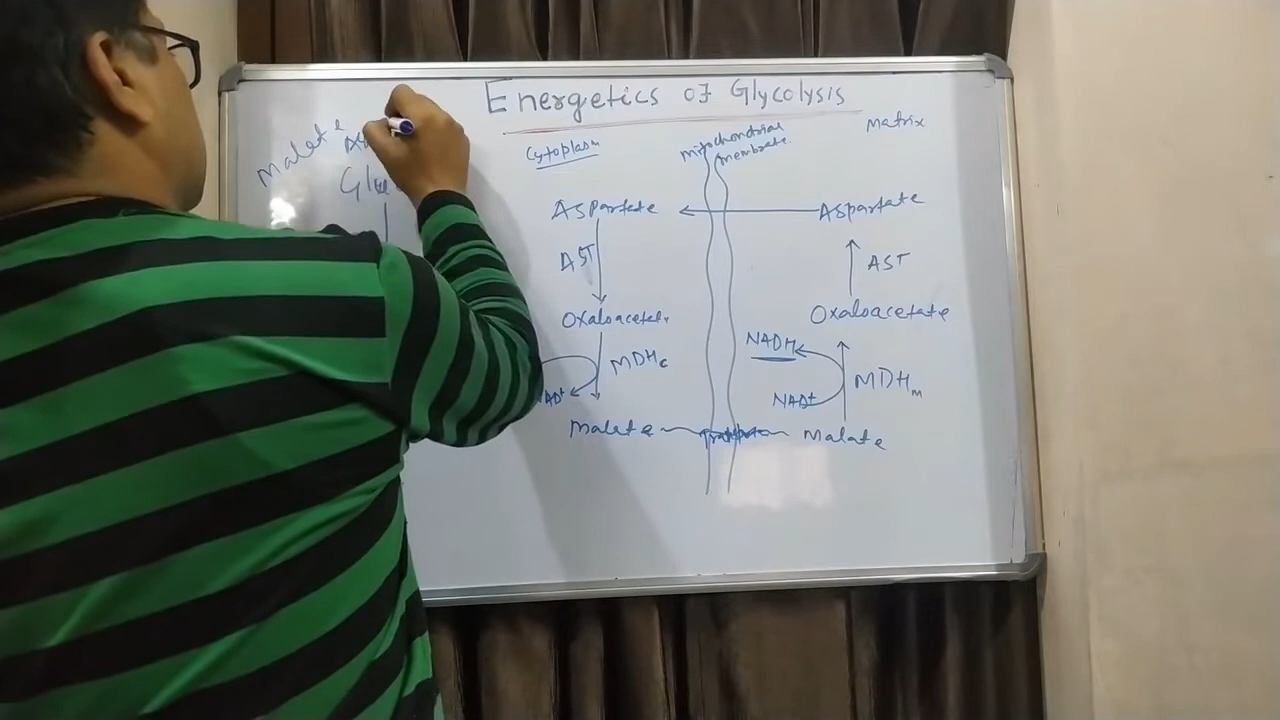 Energetics of Glycolysis
Malate
Cytoplasm
Mitochondrial
membrane
Matrix
Aspartate
Aspartate
AST
AST
Oxaloacetate
Oxaloacetate
NADH
MDHc
MDHm
NAD+
Malate
Malate